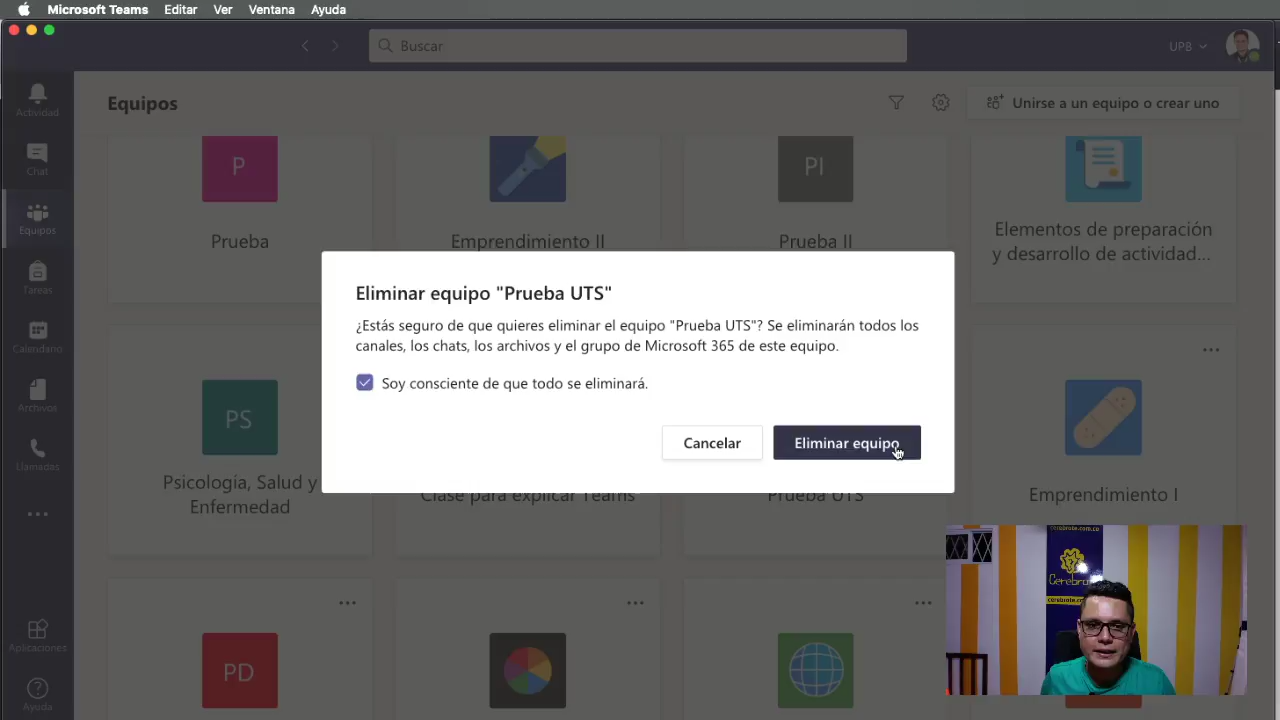 Microsoft Teams Editar Ver Ventana Ayuda
Buscar
UPB
Actividad
Chat
Equipos
Tareas
Calendario
Archivos
Llamadas
Aplicaciones
Ayuda
Equipos
Unirse a un equipo o crear uno
P
Prueba
Emprendimiento II
PI
Prueba II
Elementos de preparación
y desarrollo de actividad...
Eliminar equipo "Prueba UTS"
¿Estás seguro de que quieres eliminar el equipo "Prueba UTS"? Se eliminarán todos los
canales, los chats, los archivos y el grupo de Microsoft 365 de este equipo.
Soy consciente de que todo se eliminará.
Cancelar
Eliminar equipo
PS
Psicología, Salud y
Enfermedad
Clase para explicar Teams
Prueba UTS
Emprendimiento I
PD
cerebrote.com.co